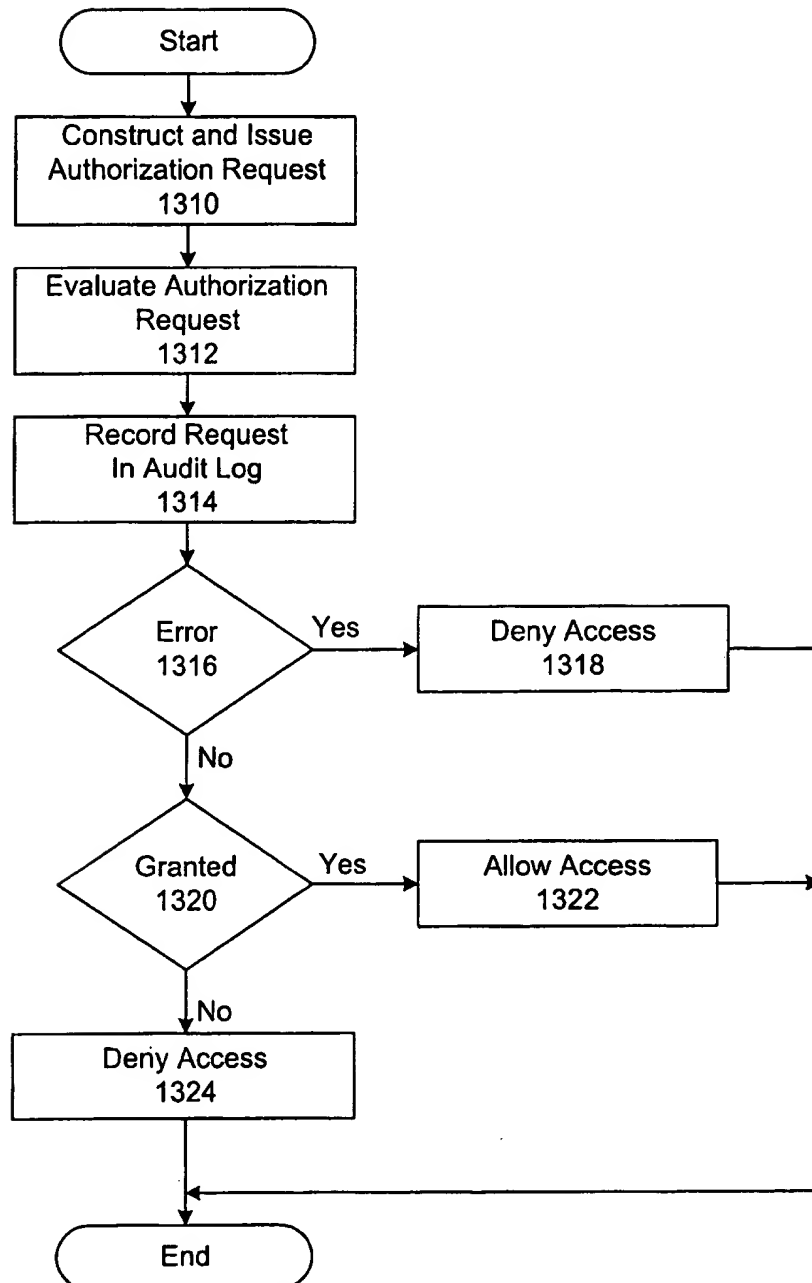 Start
Construct and Issue
Authorization Request
1310
Evaluate Authorization
Request
1312
Record Request
In Audit Log
1314
Error
1316
Yes
Deny Access
1318
No
Granted
1320
Yes
Allow Access
1322
No
Deny Access
1324
End